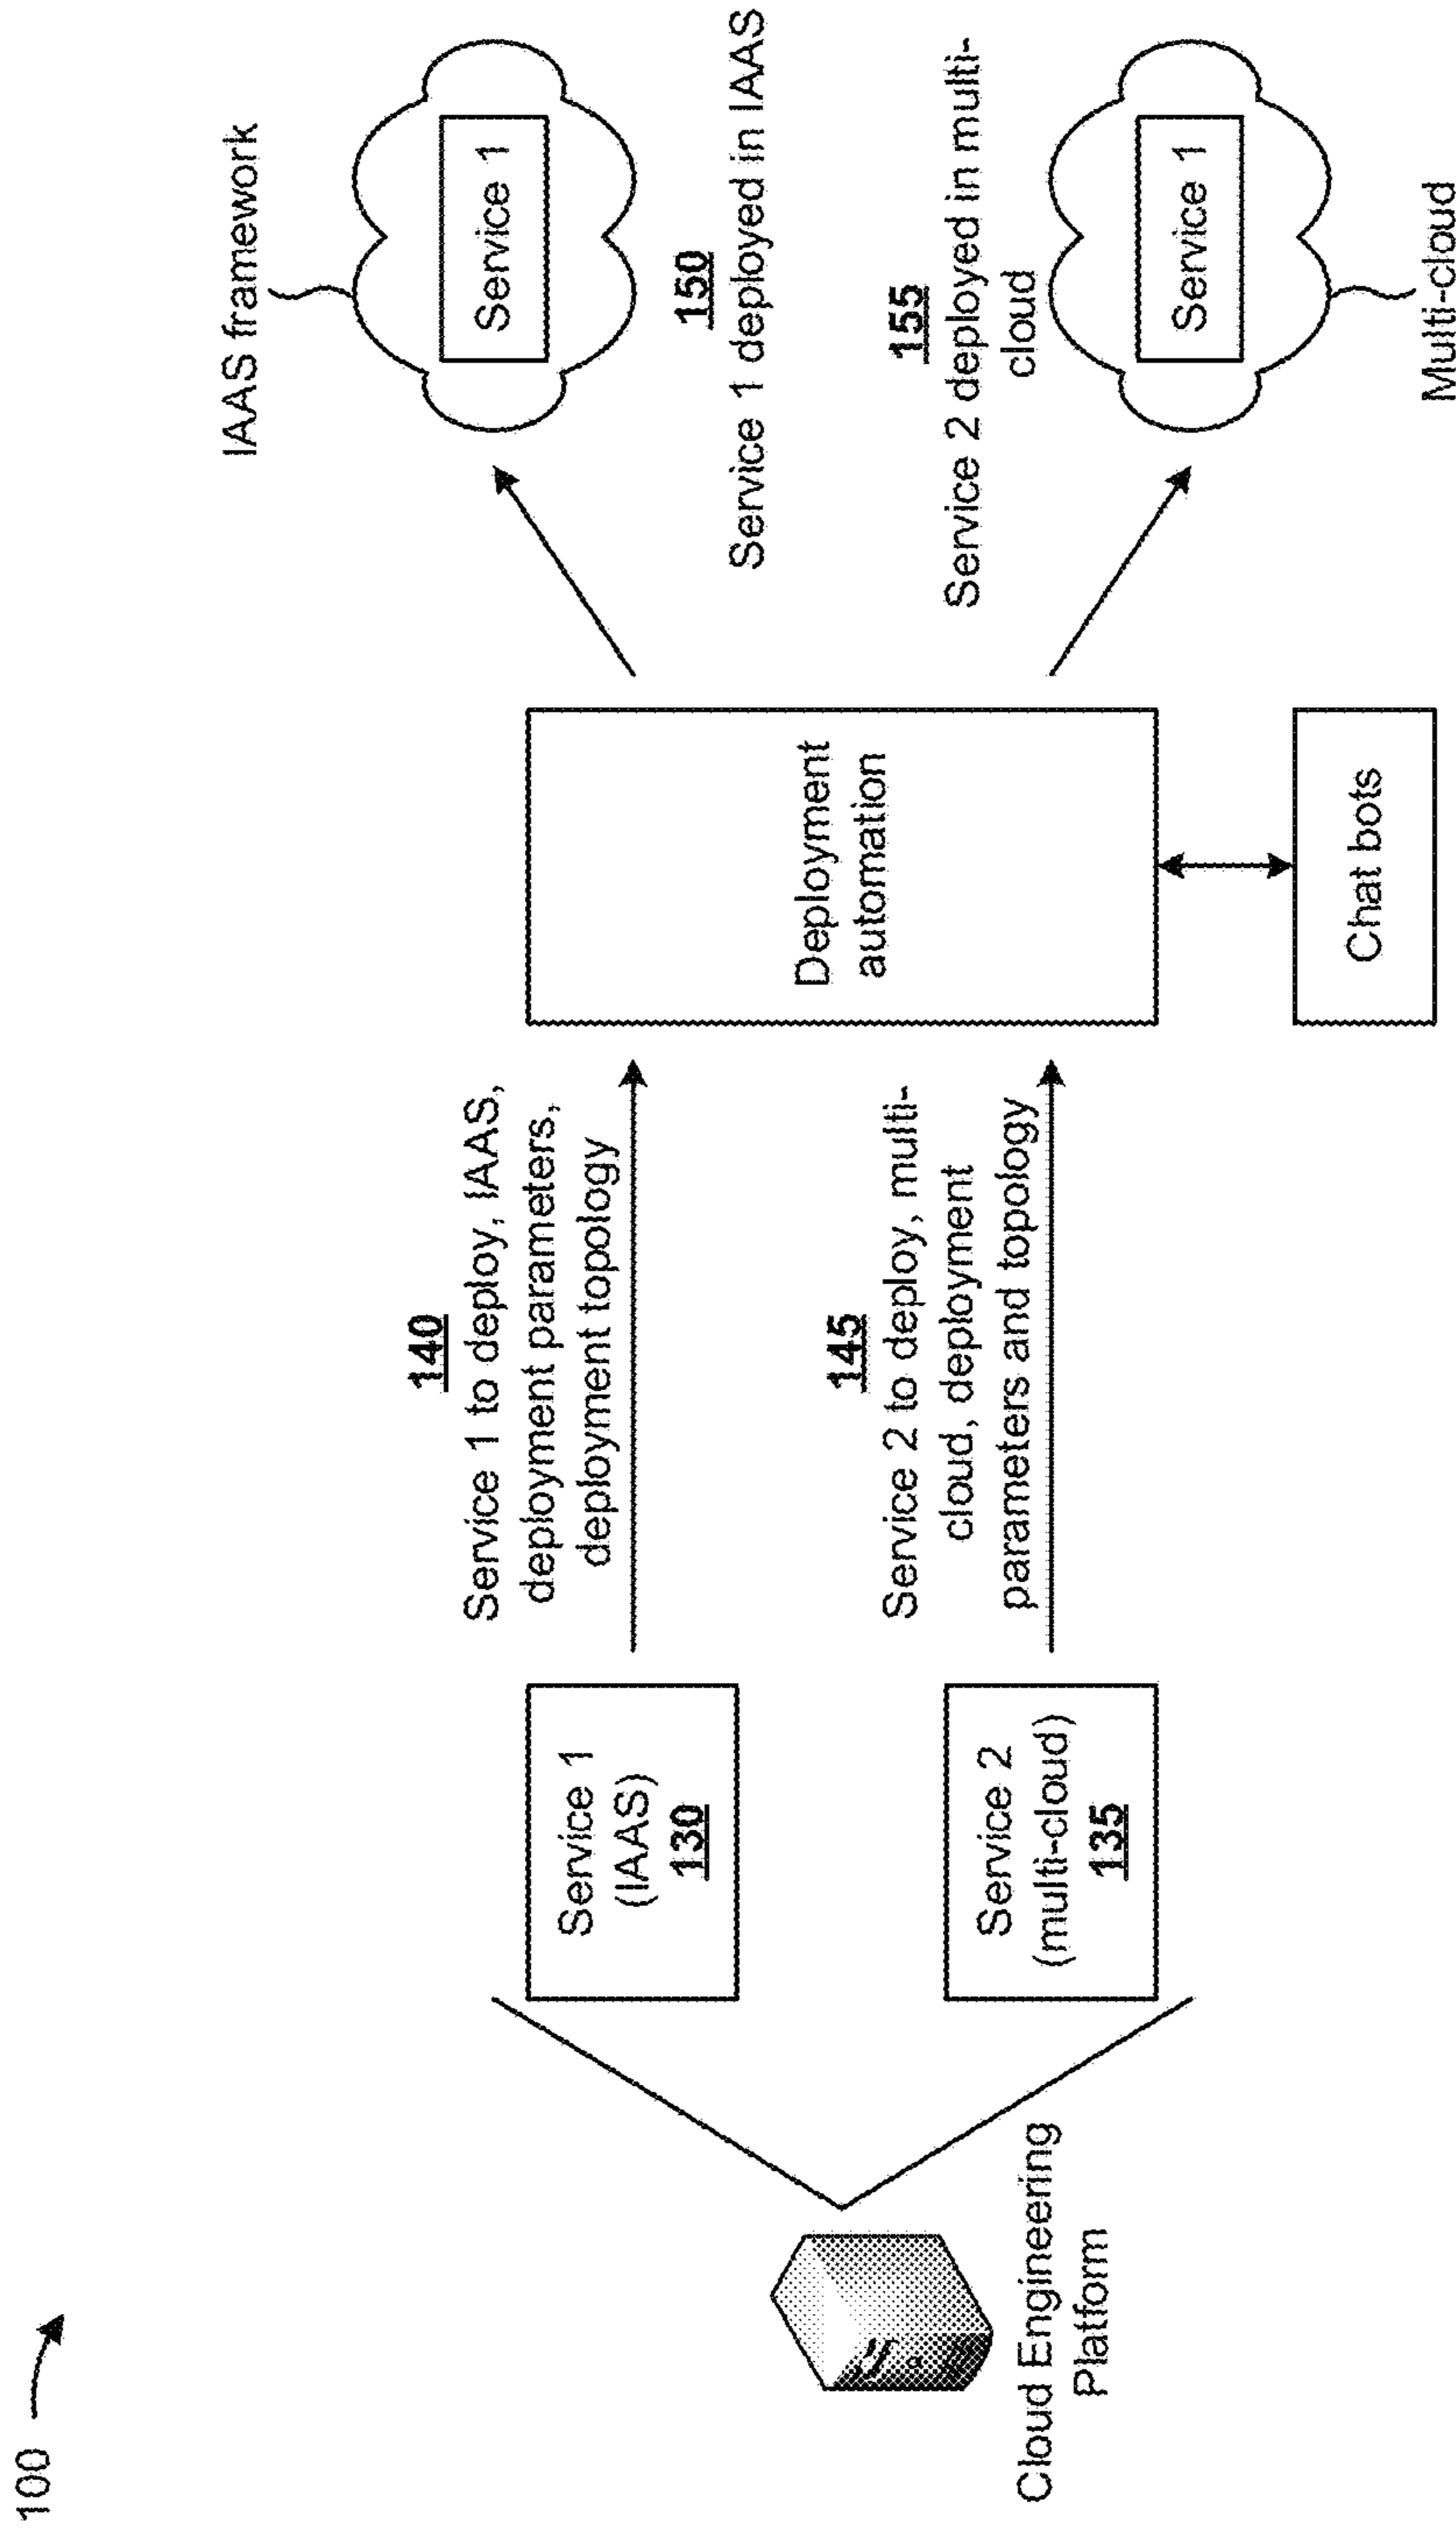 100
Cloud Engineering
Platform
Service 1
(IAAS)
130
Service 2
(multi-cloud)
135
140
Service 1 to deploy, IAAS,
deployment parameters,
deployment topology
145
Service 2 to deploy, multi-
cloud, deployment
parameters and topology
Deployment
automation
Chat bots
IAAS framework
Service 1
150
Service 1 deployed in IAAS
155
Service 2 deployed in multi-
cloud
Service 1
Multi-cloud